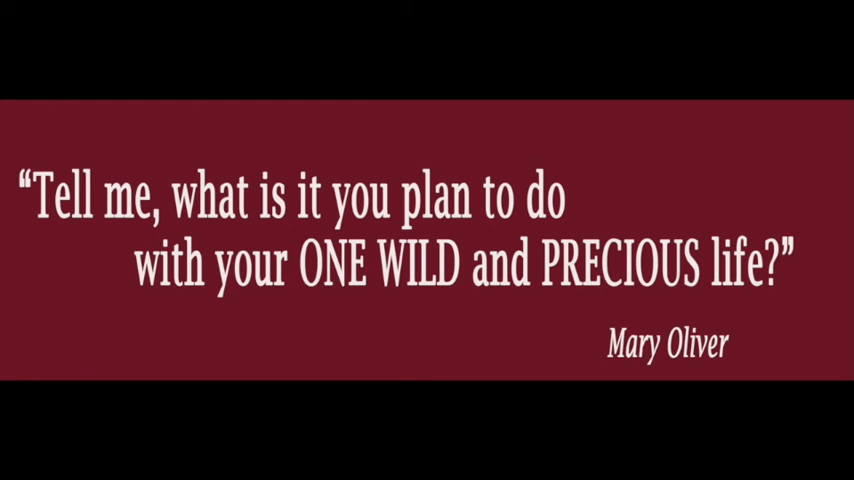 “Tell me, what is it you plan to do
with your ONE WILD and PRECIOUS life?”
Mary Oliver